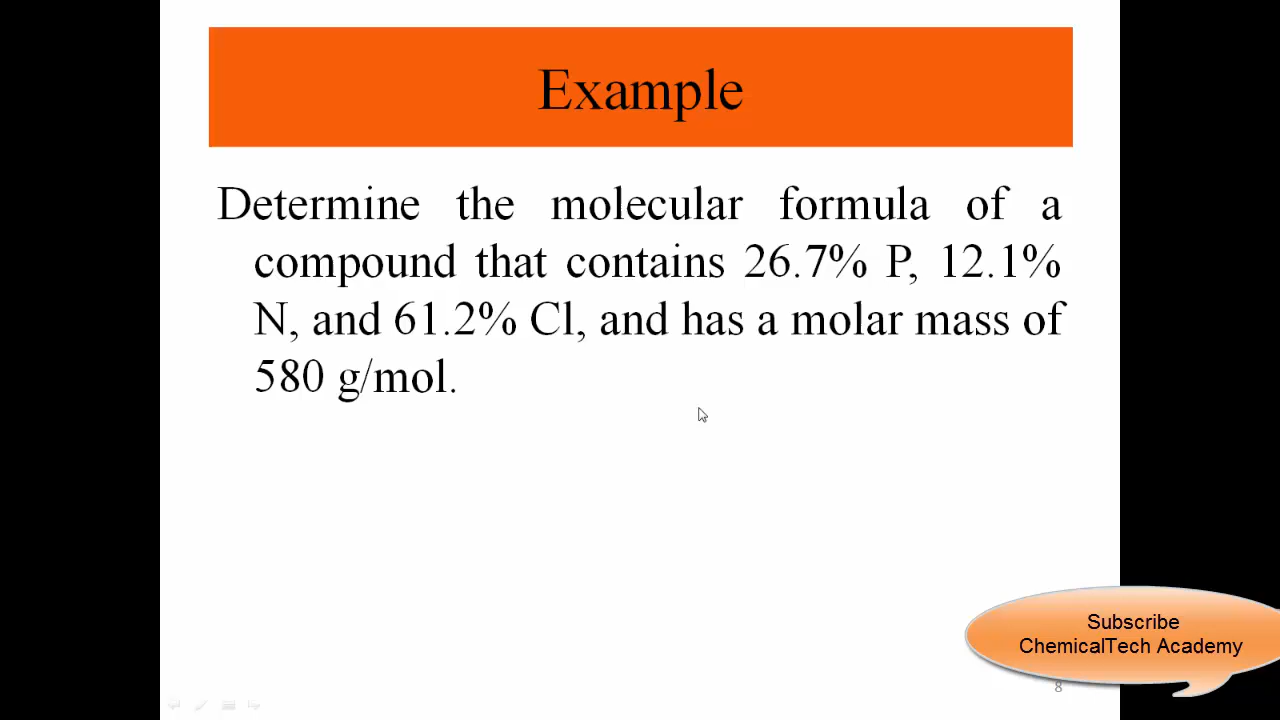 Example
Determine the molecular formula of a
compound that contains 26.7% P, 12.1%
N, and 61.2% Cl, and has a molar mass of
580 g/mol.
Subscribe
ChemicalTech Academy
8